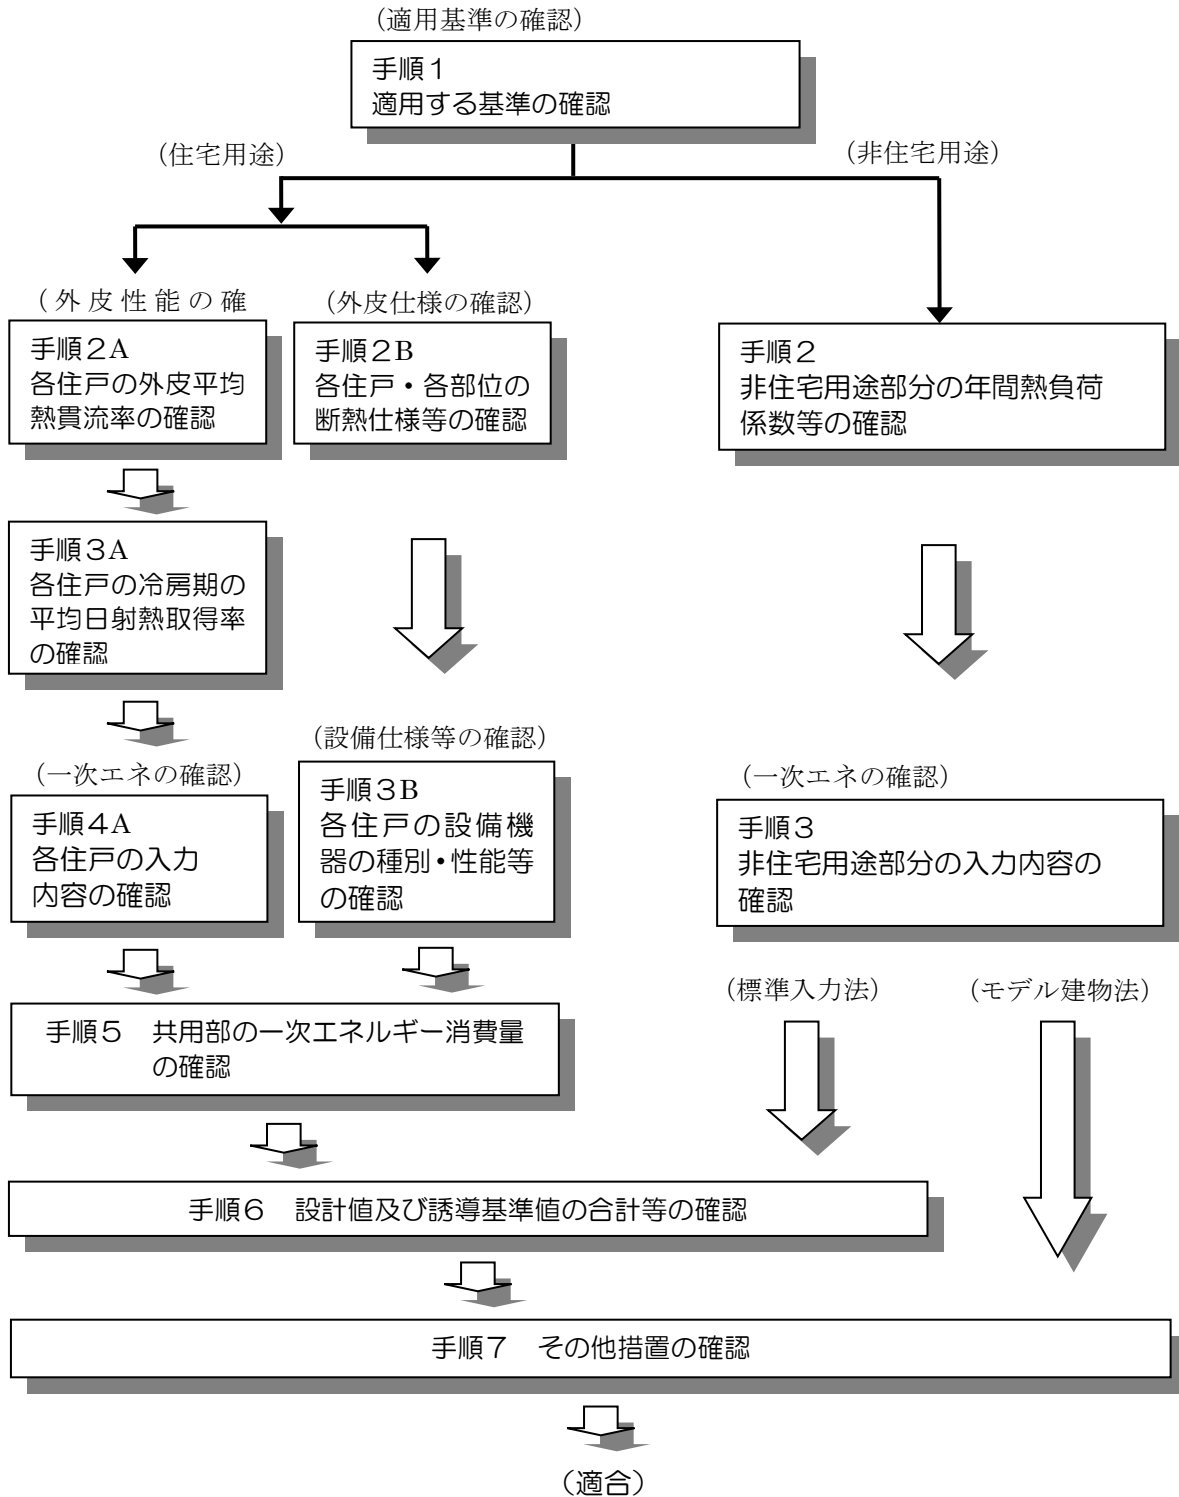 （適用基準の確認）
手順１
適用する基準の確認
（住宅用途）
（非住宅用途）
（外皮性能の確
（外皮仕様の確認）
手順２A
各住戸の外皮平均
熱貫流率の確認
手順２B
各住戸・各部位の
断熱仕様等の確認
手順２
非住宅用途部分の年間熱負荷
係数等の確認
手順３A
各住戸の冷房期の
平均日射熱取得率
の確認
（設備仕様等の確認）
（一次エネの確認）
（一次エネの確認）
手順４A
各住戸の入力
内容の確認
手順３B
各住戸の設備機
器の種別・性能等
の確認
手順３
非住宅用途部分の入力内容の
確認
（標準入力法）
（モデル建物法）
手順５　共用部の一次エネルギー消費量
の確認
手順６　設計値及び誘導基準値の合計等の確認
手順７　その他措置の確認
（適合）